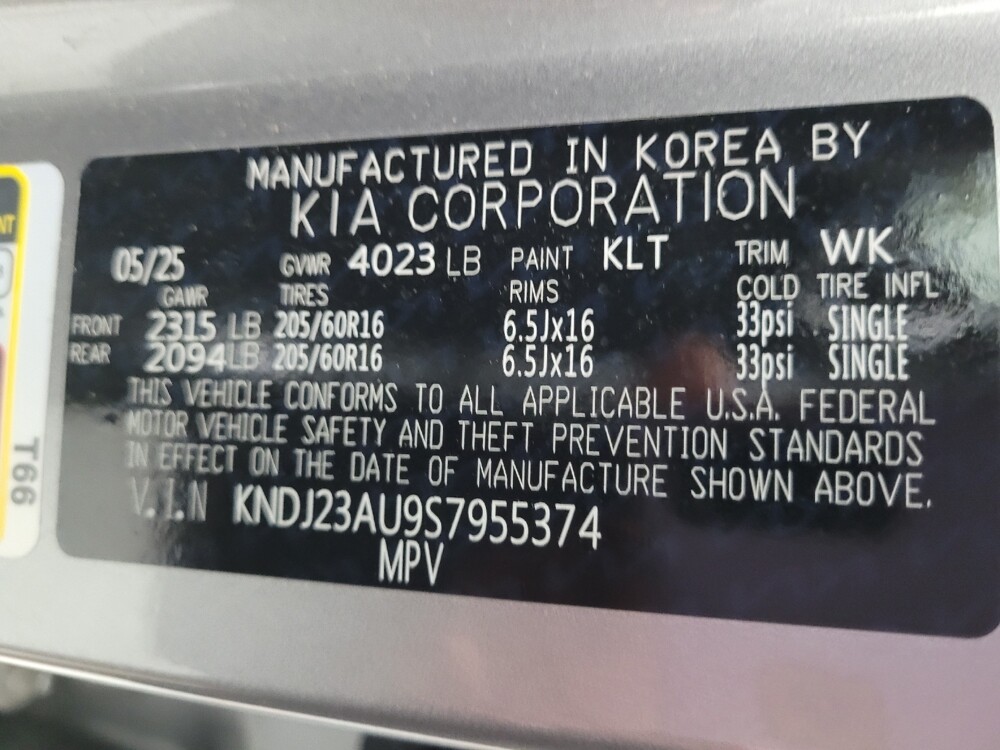 MANUFACTURED IN KOREA BY
KIA CORPORATION
05/25 GVWR 4023 LB PAINT KLT TRIM WK
GAWR TIRES RIMS COLD TIRE INFL
FRONT 2315 LB 205/60R16 6.5Jx16 33psi SINGLE
REAR 2094 LB 205/60R16 6.5Jx16 33psi SINGLE
THIS VEHICLE CONFORMS TO ALL APPLICABLE U.S.A. FEDERAL
MOTOR VEHICLE SAFETY AND THEFT PREVENTION STANDARDS
IN EFFECT ON THE DATE OF MANUFACTURE SHOWN ABOVE.
V.I.N KNDJ23AU9S7955374
MPV
NT
T66